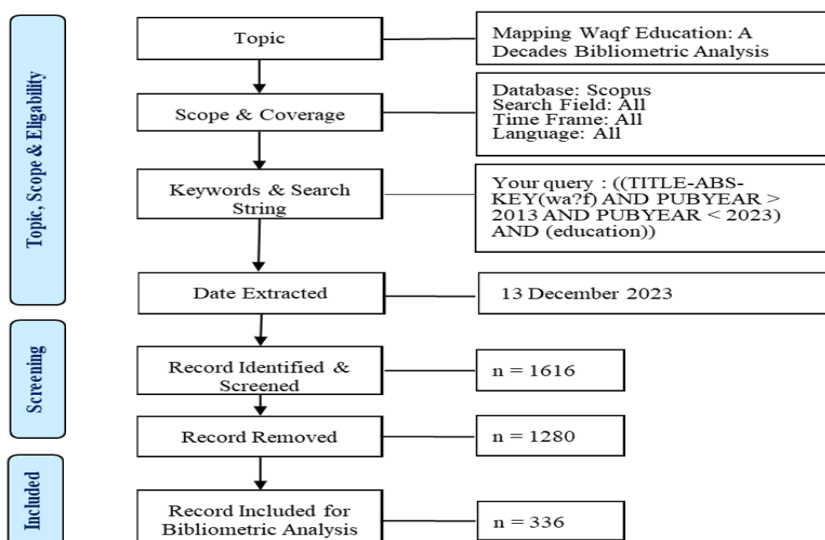 Topic, Scope & Eligability
Topic
Mapping Waqf Education: A
Decades Bibliometric Analysis
Scope & Coverage
Database: Scopus
Search Field: All
Time Frame: All
Language: All
Keywords & Search
String
Your query : ((TITLE-ABS-
KEY(wa?f) AND PUBYEAR >
2013 AND PUBYEAR < 2023)
AND (education))
Date Extracted
13 December 2023
Screening
Record Identified &
Screened
n = 1616
Record Removed
n = 1280
Included
Record Included for
Bibliometric Analysis
n = 336